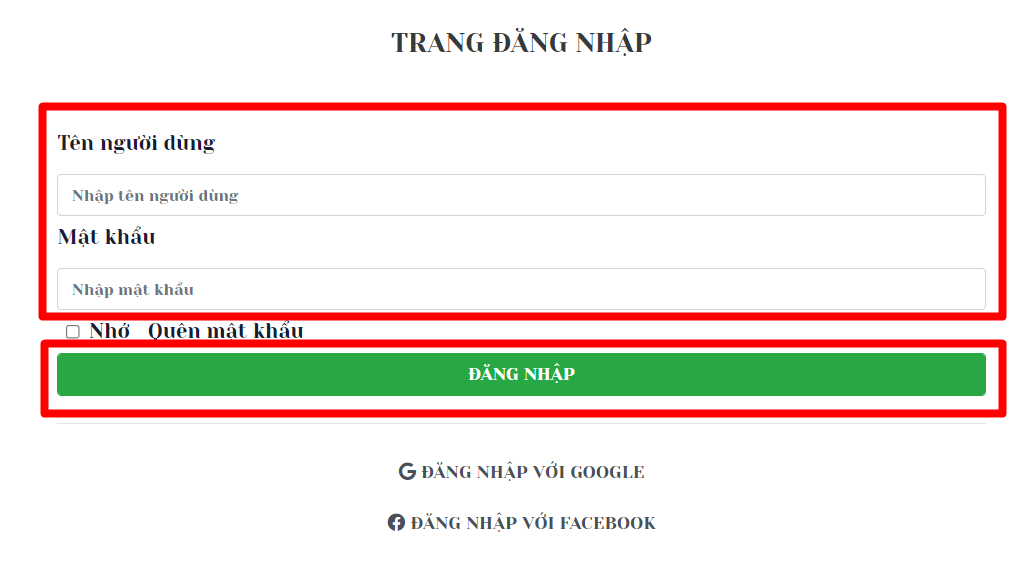 TRANG ĐĂNG NHẬP
Tên người dùng
Nhập tên người dùng
Mật khẩu
Nhập mật khẩu
Nhớ Quên mật khẩu
ĐĂNG NHẬP
ĐĂNG NHẬP VỚI GOOGLE
ĐĂNG NHẬP VỚI FACEBOOK